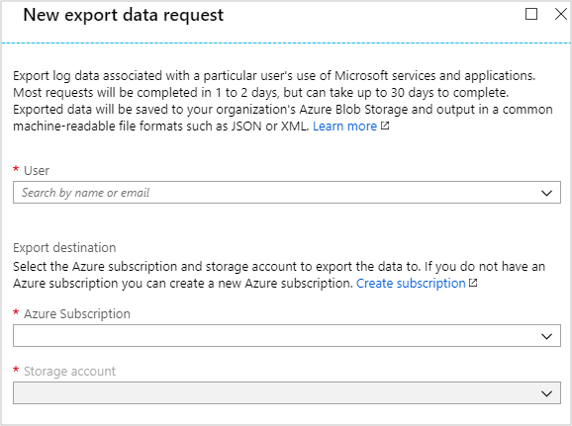 New export data request
Export log data associated with a particular user's use of Microsoft services and applications.
Most requests will be completed in 1 to 2 days, but can take up to 30 days to complete.
Exported data will be saved to your organization's Azure Blob Storage and output in a common
machine-readable file formats such as JSON or XML. Learn more
* User
Search by name or email
Export destination
Select the Azure subscription and storage account to export the data to. If you do not have an
Azure subscription you can create a new Azure subscription. Create subscription
* Azure Subscription
* Storage account